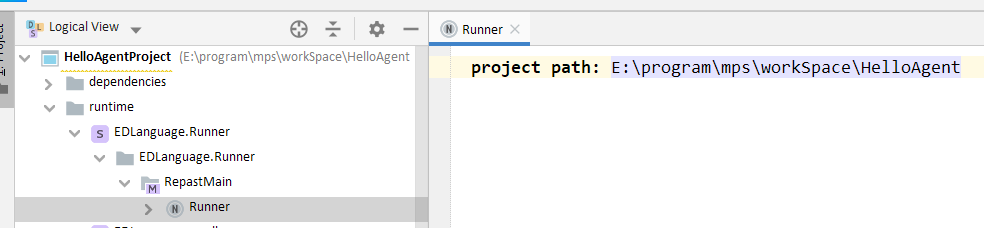 Project
Logical View
HelloAgentProject (E:\program\mps\workSpace\HelloAgent
dependencies
runtime
EDLanguage.Runner
EDLanguage.Runner
RepastMain
Runner
Runner
project path: E:\program\mps\workSpace\HelloAgent